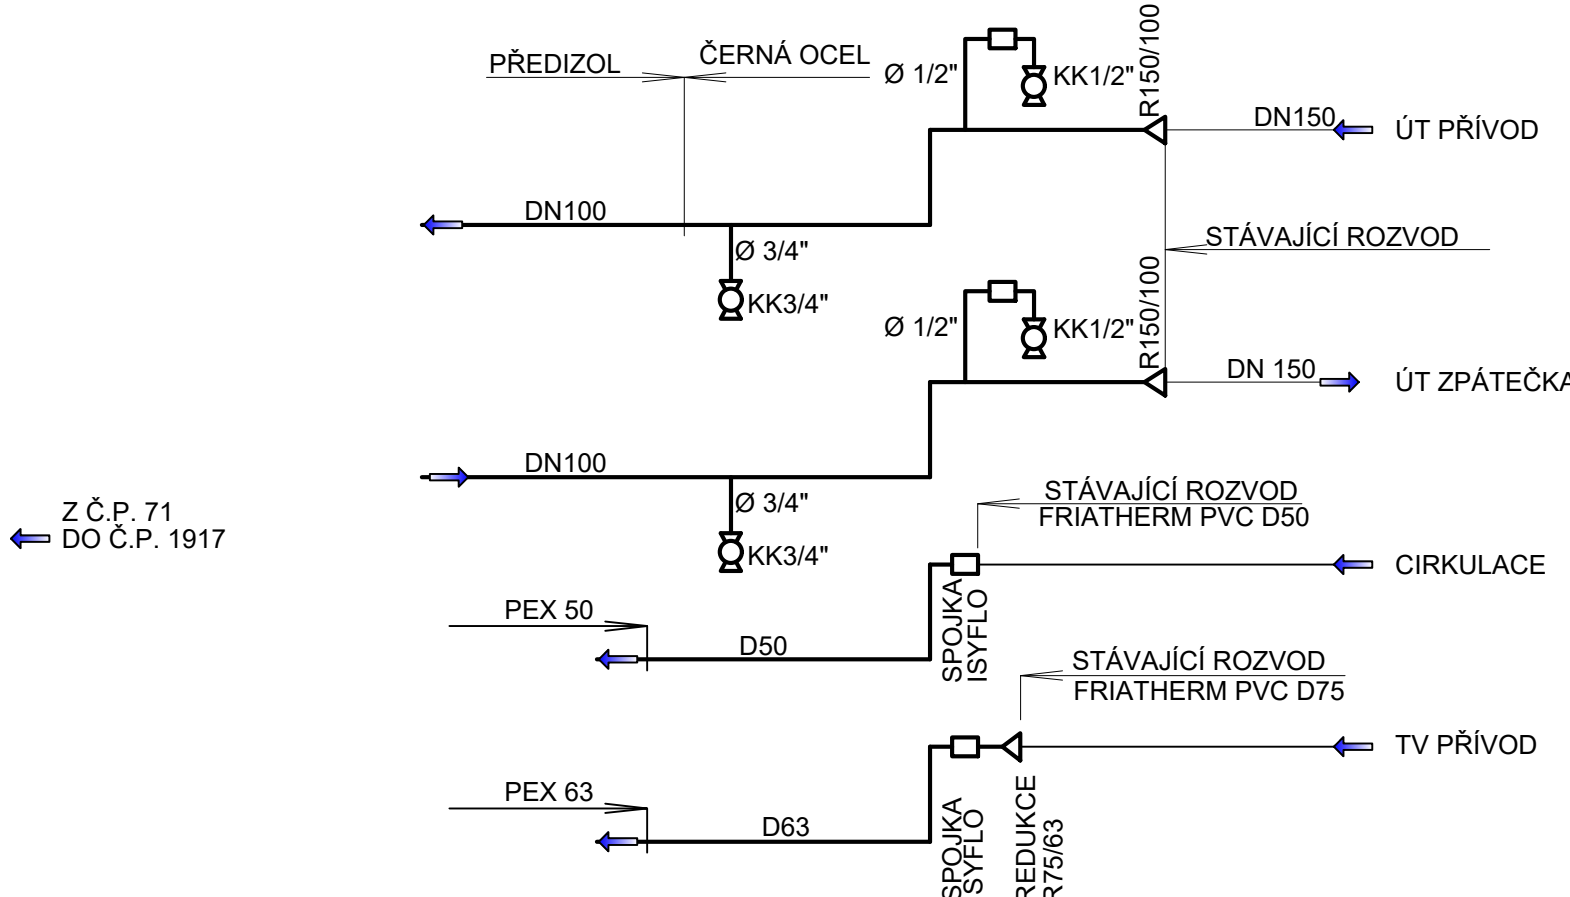 PŘEDIZOL
ČERNÁ OCEL
Ø 1/2"
KK1/2"
R150/100
DN150
ÚT PŘÍVOD
DN100
Ø 3/4"
KK3/4"
STÁVAJÍCÍ ROZVOD
Ø 1/2"
KK1/2"
R150/100
DN 150
ÚT ZPÁTEČKA
DN100
Ø 3/4"
KK3/4"
Z Č.P. 71
DO Č.P. 1917
STÁVAJÍCÍ ROZVOD
FRIATHERM PVC D50
CIRKULACE
PEX 50
D50
SPOJKA
ISYFLO
STÁVAJÍCÍ ROZVOD
FRIATHERM PVC D75
TV PŘÍVOD
PEX 63
D63
SPOJKA
SYFLO
REDUKCE
R75/63